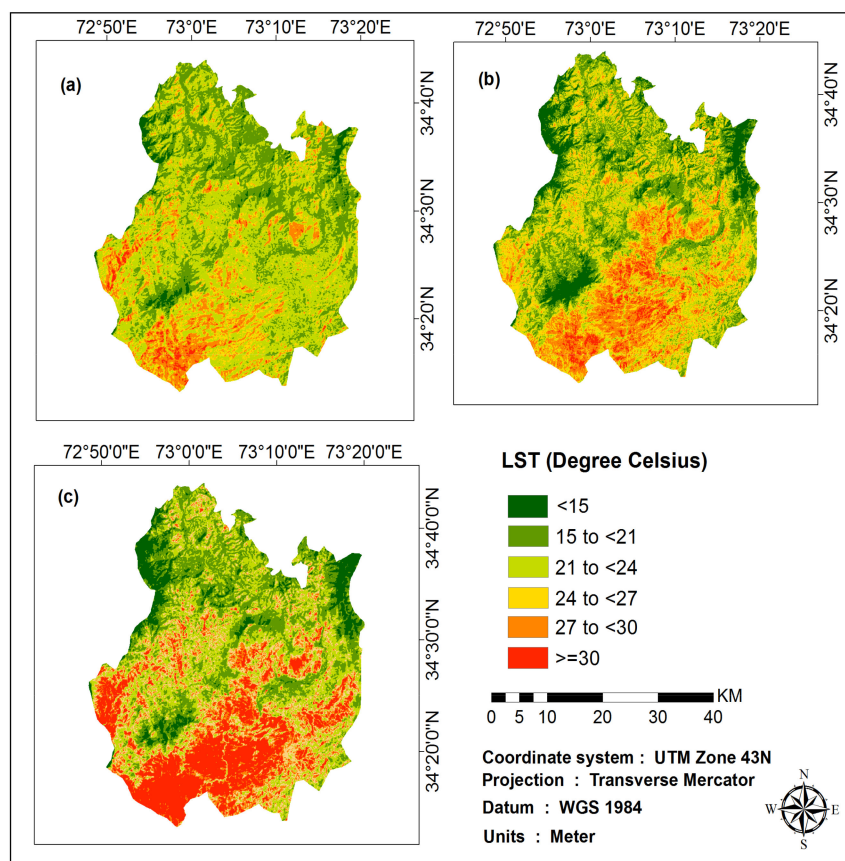 72°50'E 73°0'E 73°10'E 73°20'E
(a)
34°40'N
34°30'N
34°20'N
72°50'E 73°0'E 73°10'E 73°20'E
(b)
34°40'N
34°30'N
34°20'N
72°50'0"E 73°0'0"E 73°10'0"E 73°20'0"E
(c)
34°40'0"N
34°30'0"N
34°20'0"N
LST (Degree Celsius)
<15
15 to <21
21 to <24
24 to <27
27 to <30
>=30
KM
0 5 10 20 30 40
Coordinate system : UTM Zone 43N
Projection : Transverse Mercator
Datum : WGS 1984
Units : Meter
N
W E
S